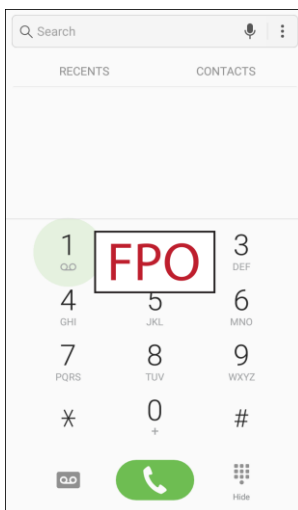 Search
RECENTS CONTACTS
1 FPO 3
DEF
4 5 6
GHI JKL MNO
7 8 9
PQRS TUV WXYZ
* 0 #
+
Hide